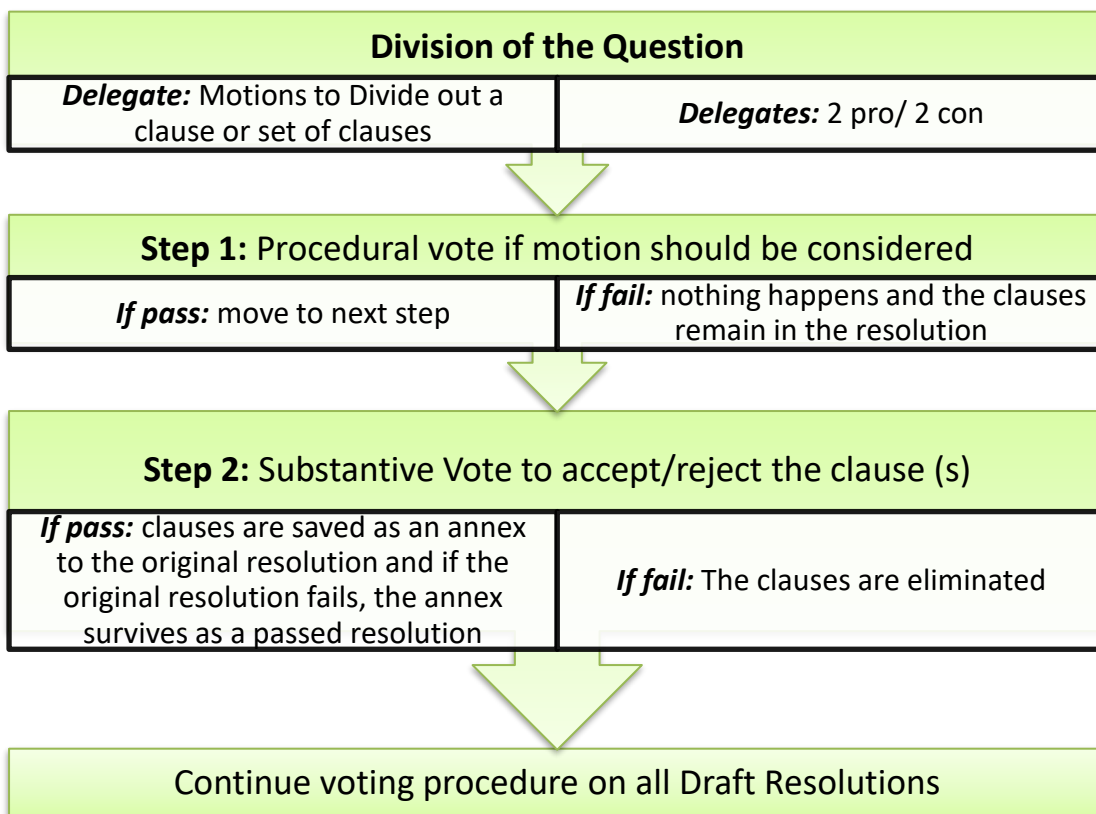 Division of the Question
Delegate: Motions to Divide out a
clause or set of clauses
Delegates: 2 pro/ 2 con
Step 1: Procedural vote if motion should be considered
If pass: move to next step
If fail: nothing happens and the clauses
remain in the resolution
Step 2: Substantive Vote to accept/reject the clause (s)
If pass: clauses are saved as an annex
to the original resolution and if the
original resolution fails, the annex
survives as a passed resolution
If fail: The clauses are eliminated
Continue voting procedure on all Draft Resolutions